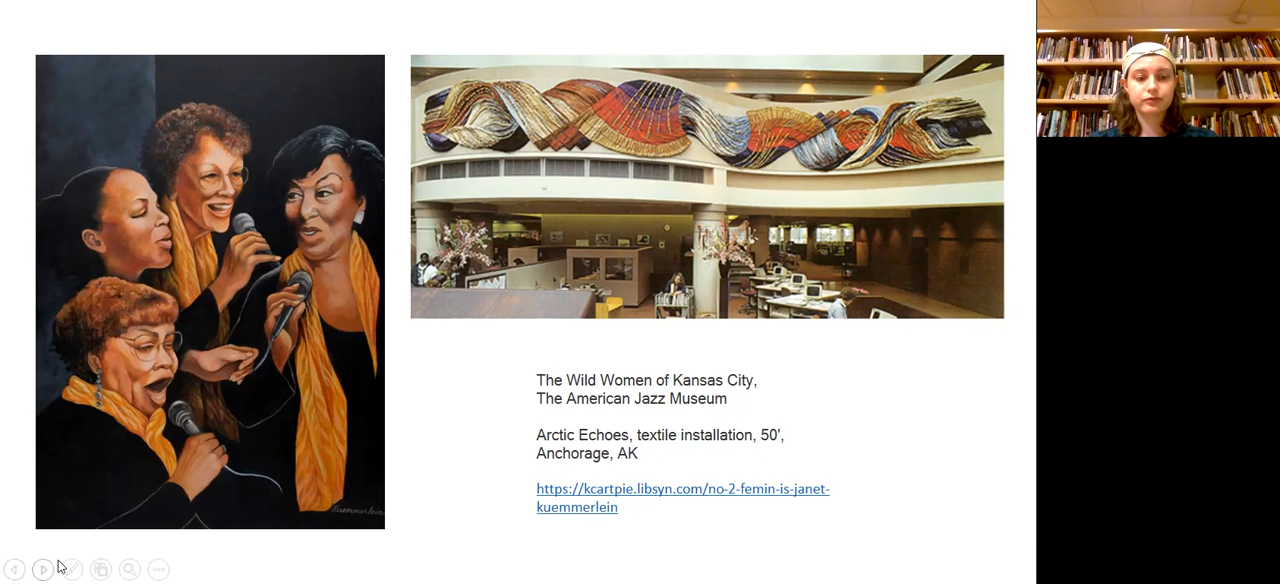 Kuemmerlein
The Wild Women of Kansas City,
The American Jazz Museum
Arctic Echoes, textile installation, 50',
Anchorage, AK
https://kcartpie.libsyn.com/no-2-femin-is-janet-
kuemmerlein